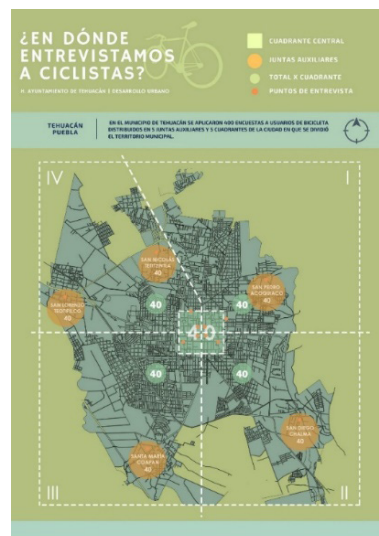 ¿EN DÓNDE
ENTREVISTAMOS
A CICLISTAS?
H. AYUNTAMIENTO DE TEHUACÁN Y DESARROLLO URBANO
CUADRANTE CENTRAL
JUNTAS AUXILIARES
TOTAL X CUADRANTE
PUNTOS DE ENTREVISTA
TEHUACÁN
PUEBLA
EN EL MUNICIPIO DE TEHUACÁN SE APLICARON 400 ENCUESTAS A USUARIOS DE BICICLETA
DISTRIBUIDOS EN 5 JUNTAS AUXILIARES Y 5 CUADRANTES DE LA CIUDAD EN QUE SE DIVIDIÓ
EL TERRITORIO MUNICIPAL.
IV
I
SAN NICOLÁS
TETITZINTLA
40
SAN PEDRO
ACOQUIACO
40
SAN LORENZO
TEOTIPILCO
40
40
40
40
40
40
SAN DIEGO
CHALMA
40
SANTA MARÍA
COAPAN
40
III
II